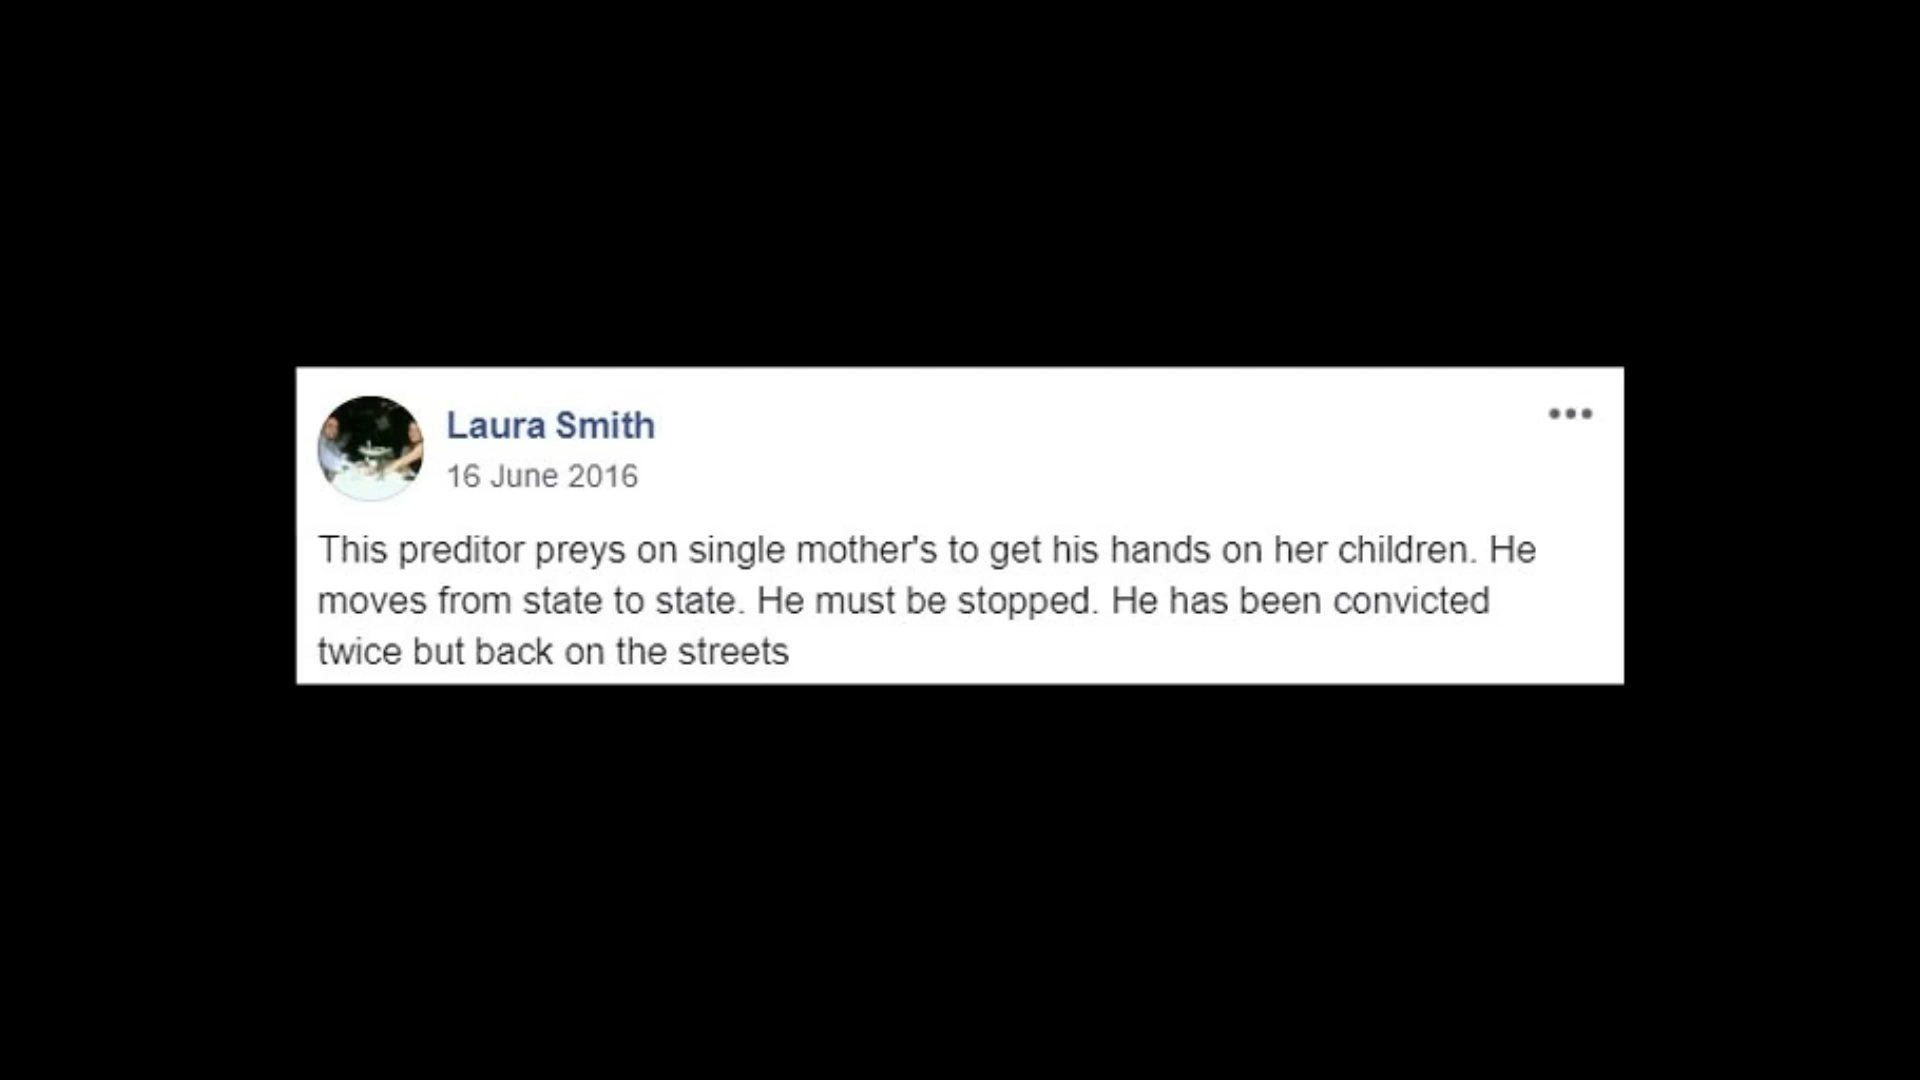 Laura Smith
16 June 2016
This preditor preys on single mother's to get his hands on her children. He
moves from state to state. He must be stopped. He has been convicted
twice but back on the streets